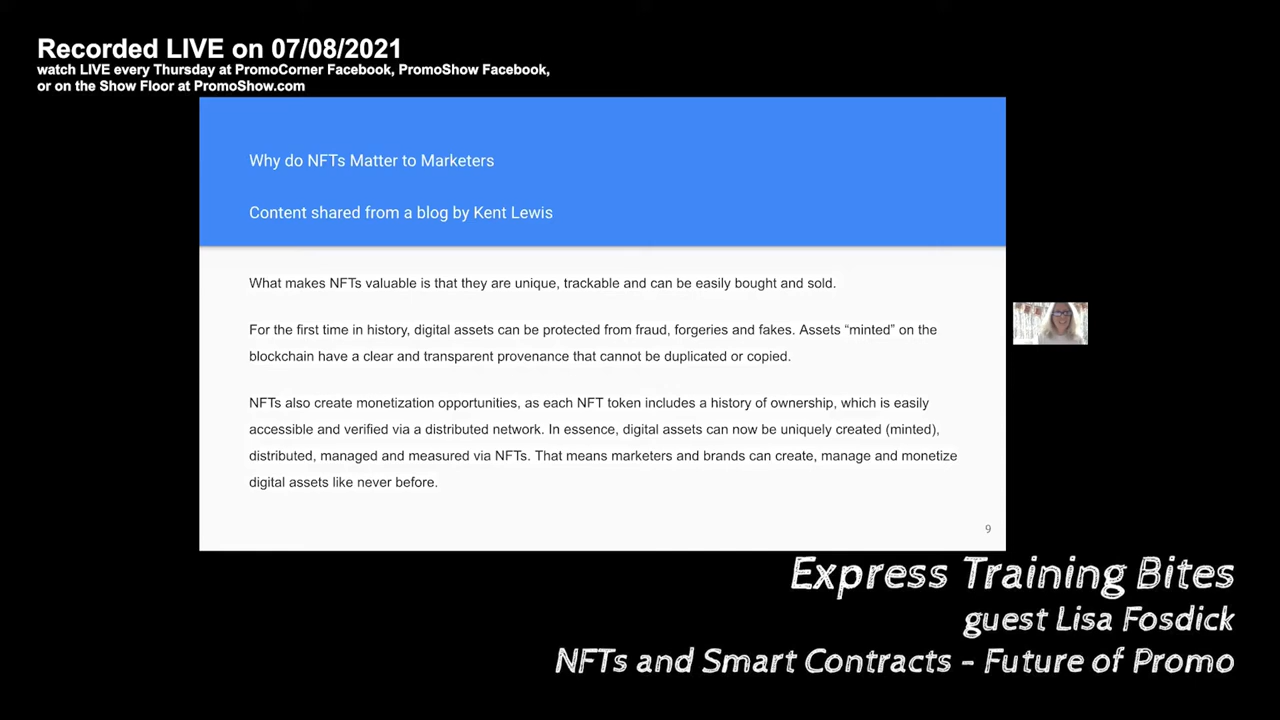 Recorded LIVE on 07/08/2021
watch LIVE every Thursday at PromoCorner Facebook, PromoShow Facebook,
or on the Show Floor at PromoShow.com
Why do NFTs Matter to Marketers
Content shared from a blog by Kent Lewis
What makes NFTs valuable is that they are unique, trackable and can be easily bought and sold.
For the first time in history, digital assets can be protected from fraud, forgeries and fakes. Assets “minted” on the
blockchain have a clear and transparent provenance that cannot be duplicated or copied.
NFTs also create monetization opportunities, as each NFT token includes a history of ownership, which is easily
accessible and verified via a distributed network. In essence, digital assets can now be uniquely created (minted),
distributed, managed and measured via NFTs. That means marketers and brands can create, manage and monetize
digital assets like never before.
9
Express Training Bites
guest Lisa Fosdick
NFTs and Smart Contracts - Future of Promo